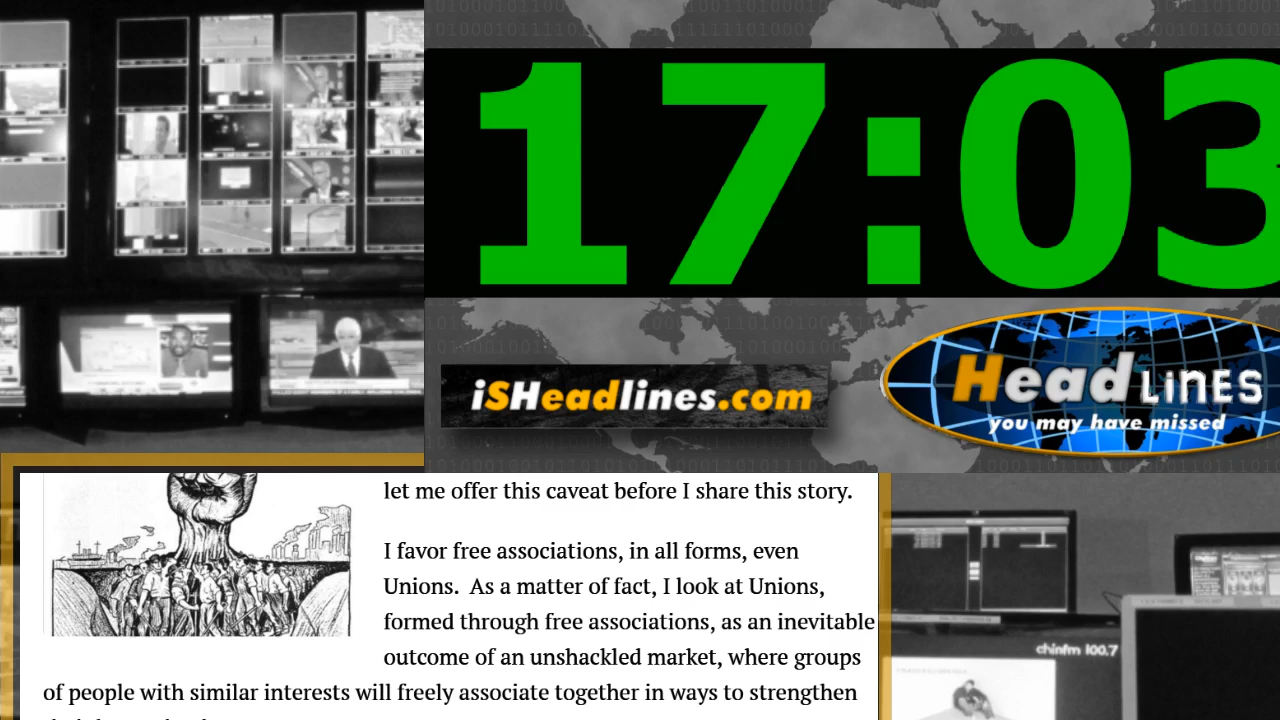 17:03
iSHeadlines.com
HeadLINES
you may have missed
let me offer this caveat before I share this story.
I favor free associations, in all forms, even
Unions.  As a matter of fact, I look at Unions,
formed through free associations, as an inevitable
outcome of an unshackled market, where groups
of people with similar interests will freely associate together in ways to strengthen
chinfm 100.7